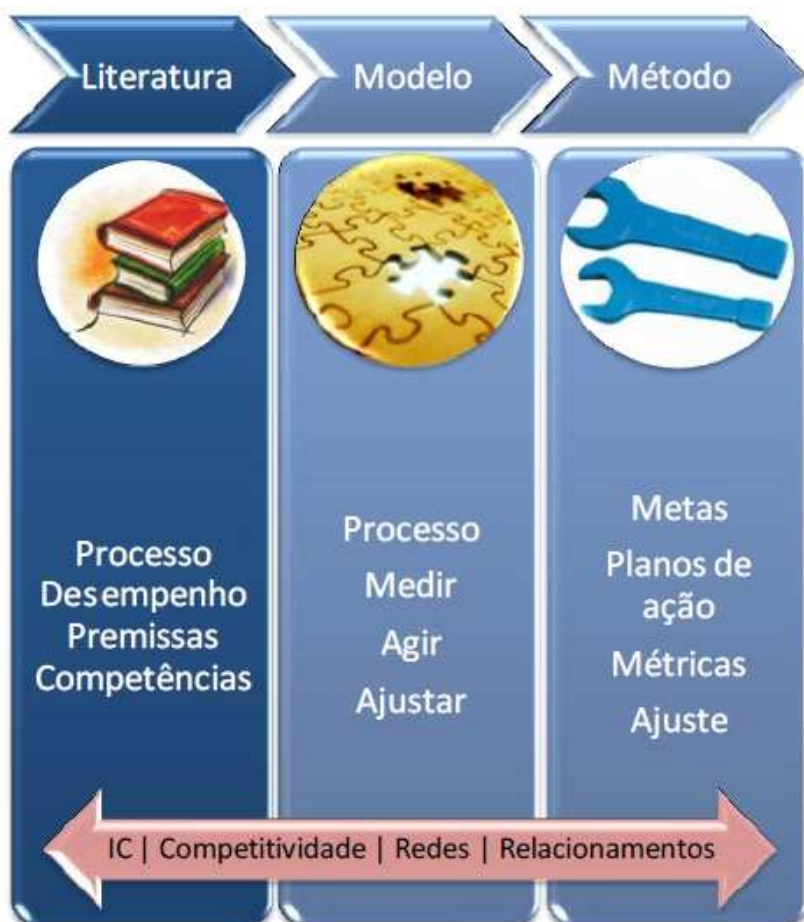 Literatura
Modelo
Método
Processo
Desempenho
Premissas
Competências
Processo
Medir
Agir
Ajustar
Metas
Planos de
ação
Métricas
Ajuste
IC | Competitividade | Redes | Relacionamentos